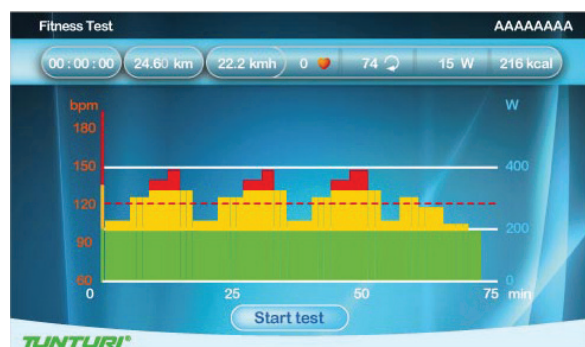 Fitness Test AAAAAAAA
00 : 00 : 00 24.60 km 22.2 kmh 0 74 15 W 216 kcal
bpm W
180
150 400
120
90 200
60 0
0 25 50 75 min
Start test
TUNTURI®